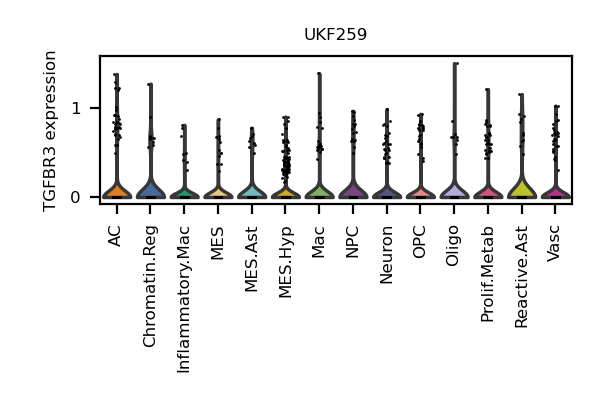 UKF259
TGFBR3 expression
1
0
AC
Chromatin.Reg
Inflammatory.Mac
MES
MES.Ast
MES.Hyp
Mac
NPC
Neuron
OPC
Oligo
Prolif.Metab
Reactive.Ast
Vasc